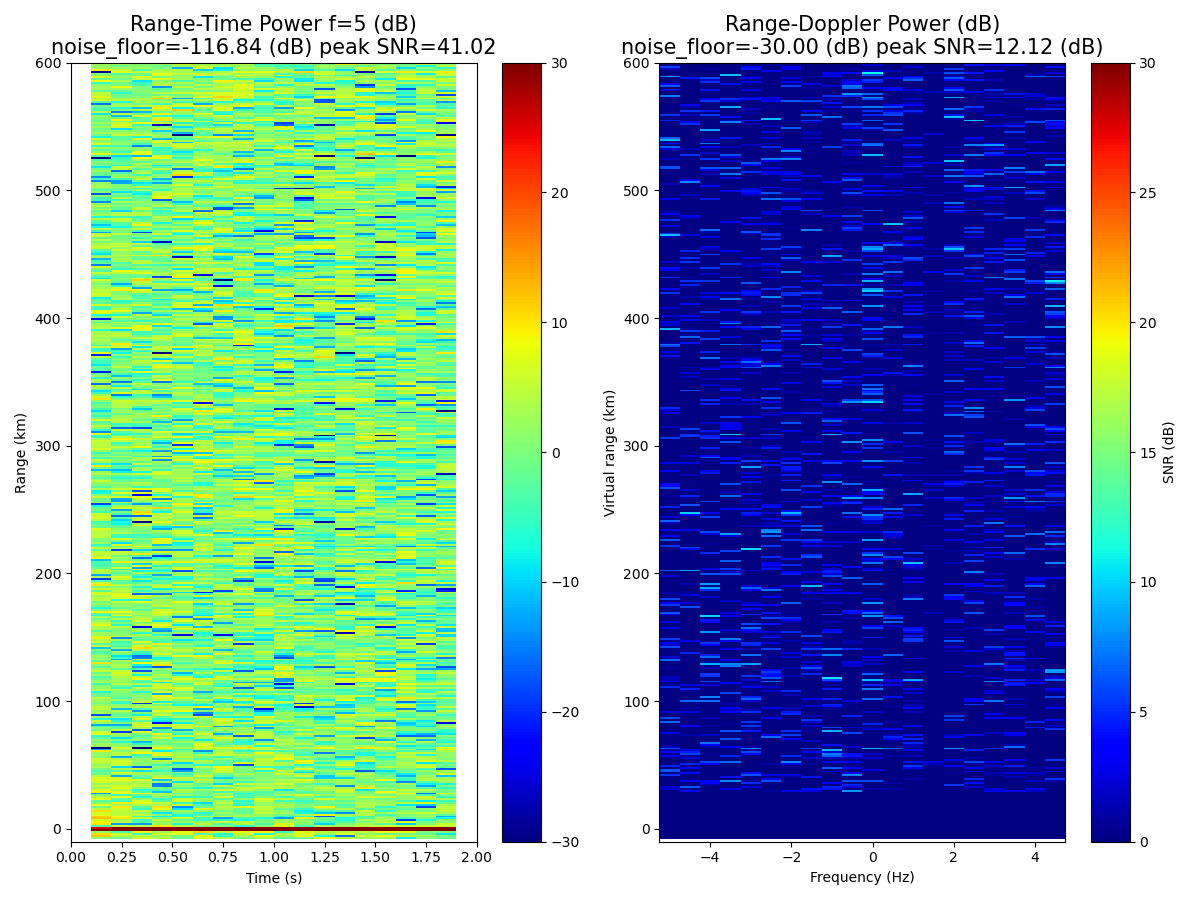 Range-Time Power f=5 (dB)
noise_floor=-116.84 (dB) peak SNR=41.02
Range-Doppler Power (dB)
noise_floor=-30.00 (dB) peak SNR=12.12 (dB)
600
500
400
300
200
100
0
Range (km)
0.00 0.25 0.50 0.75 1.00 1.25 1.50 1.75 2.00
Time (s)
30
20
10
0
−10
−20
−30
600
500
400
300
200
100
0
Virtual range (km)
−4 −2 0 2 4
Frequency (Hz)
30
25
20
15
10
5
0
SNR (dB)